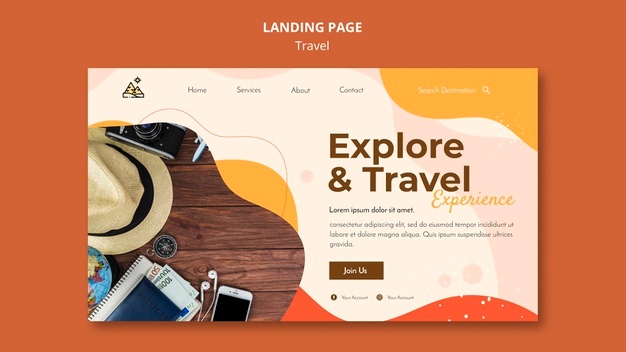 LANDING PAGE
Travel
Home Services About Contact Search Destination
Explore
& Travel
Experience
Lorem ipsum dolor sit amet.
consectetur adipiscing elit, sed do eiusmod tempor incididunt ut
labore et dolore magna aliqua. Quis ipsum suspendisse ultrices
gravida.
Join Us
Your Account Your Account